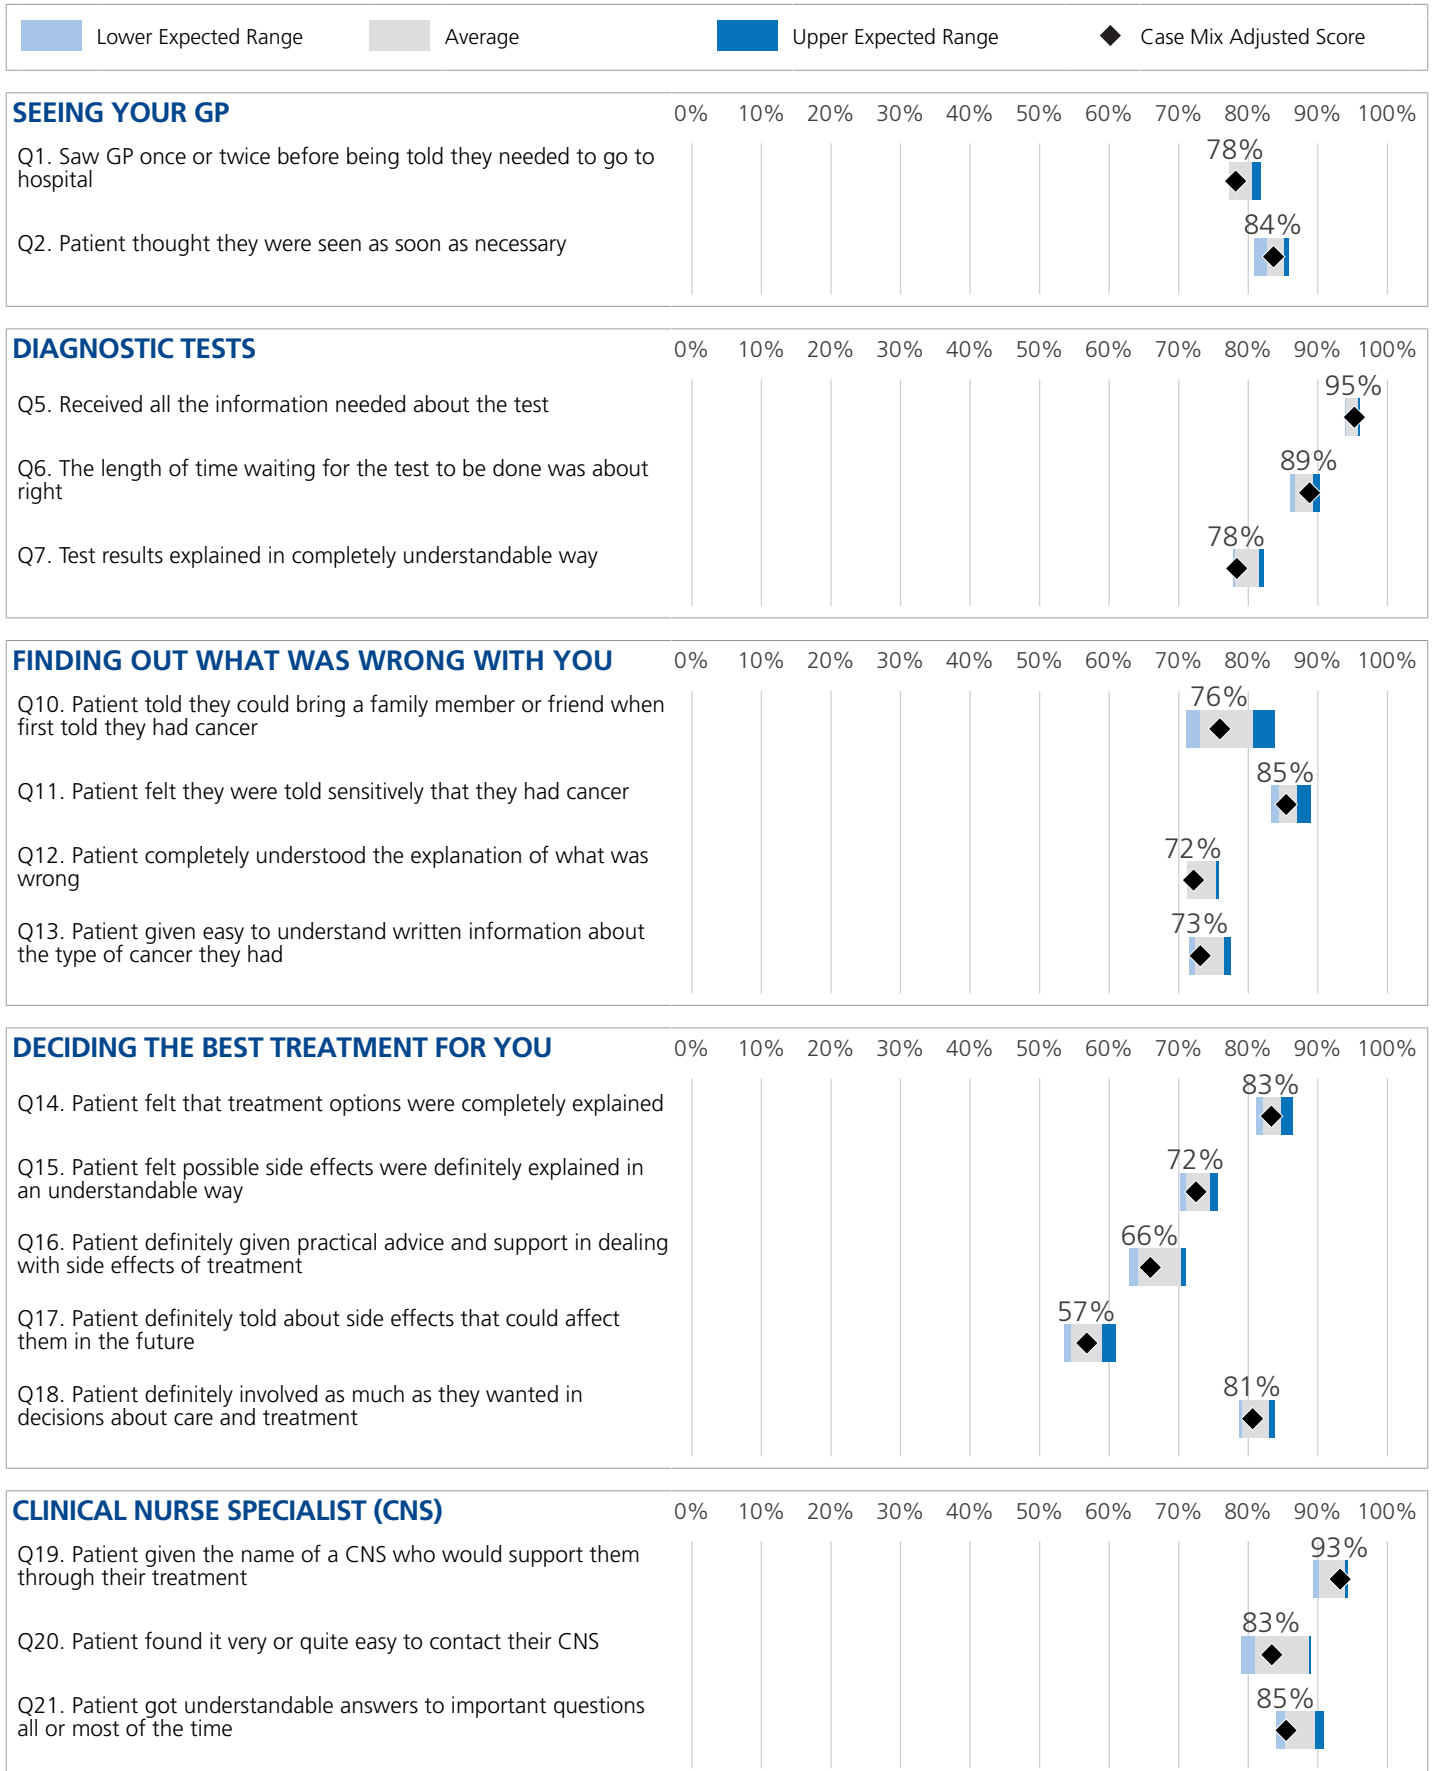 Lower Expected Range Average Upper Expected Range Case Mix Adjusted Score
SEEING YOUR GP 0% 10% 20% 30% 40% 50% 60% 70% 80% 90% 100%
78%
Q1. Saw GP once or twice before being told they needed to go to
hospital
84%
Q2. Patient thought they were seen as soon as necessary
DIAGNOSTIC TESTS 0% 10% 20% 30% 40% 50% 60% 70% 80% 90% 100%
95%
Q5. Received all the information needed about the test
89%
Q6. The length of time waiting for the test to be done was about
right
78%
Q7. Test results explained in completely understandable way
FINDING OUT WHAT WAS WRONG WITH YOU 0% 10% 20% 30% 40% 50% 60% 70% 80% 90% 100%
76%
Q10. Patient told they could bring a family member or friend when
first told they had cancer
85%
Q11. Patient felt they were told sensitively that they had cancer
72%
Q12. Patient completely understood the explanation of what was
wrong
73%
Q13. Patient given easy to understand written information about
the type of cancer they had
DECIDING THE BEST TREATMENT FOR YOU 0% 10% 20% 30% 40% 50% 60% 70% 80% 90% 100%
83%
Q14. Patient felt that treatment options were completely explained
72%
Q15. Patient felt possible side effects were definitely explained in
an understandable way
66%
Q16. Patient definitely given practical advice and support in dealing
with side effects of treatment
57%
Q17. Patient definitely told about side effects that could affect
them in the future
81%
Q18. Patient definitely involved as much as they wanted in
decisions about care and treatment
CLINICAL NURSE SPECIALIST (CNS) 0% 10% 20% 30% 40% 50% 60% 70% 80% 90% 100%
93%
Q19. Patient given the name of a CNS who would support them
through their treatment
83%
Q20. Patient found it very or quite easy to contact their CNS
85%
Q21. Patient got understandable answers to important questions
all or most of the time